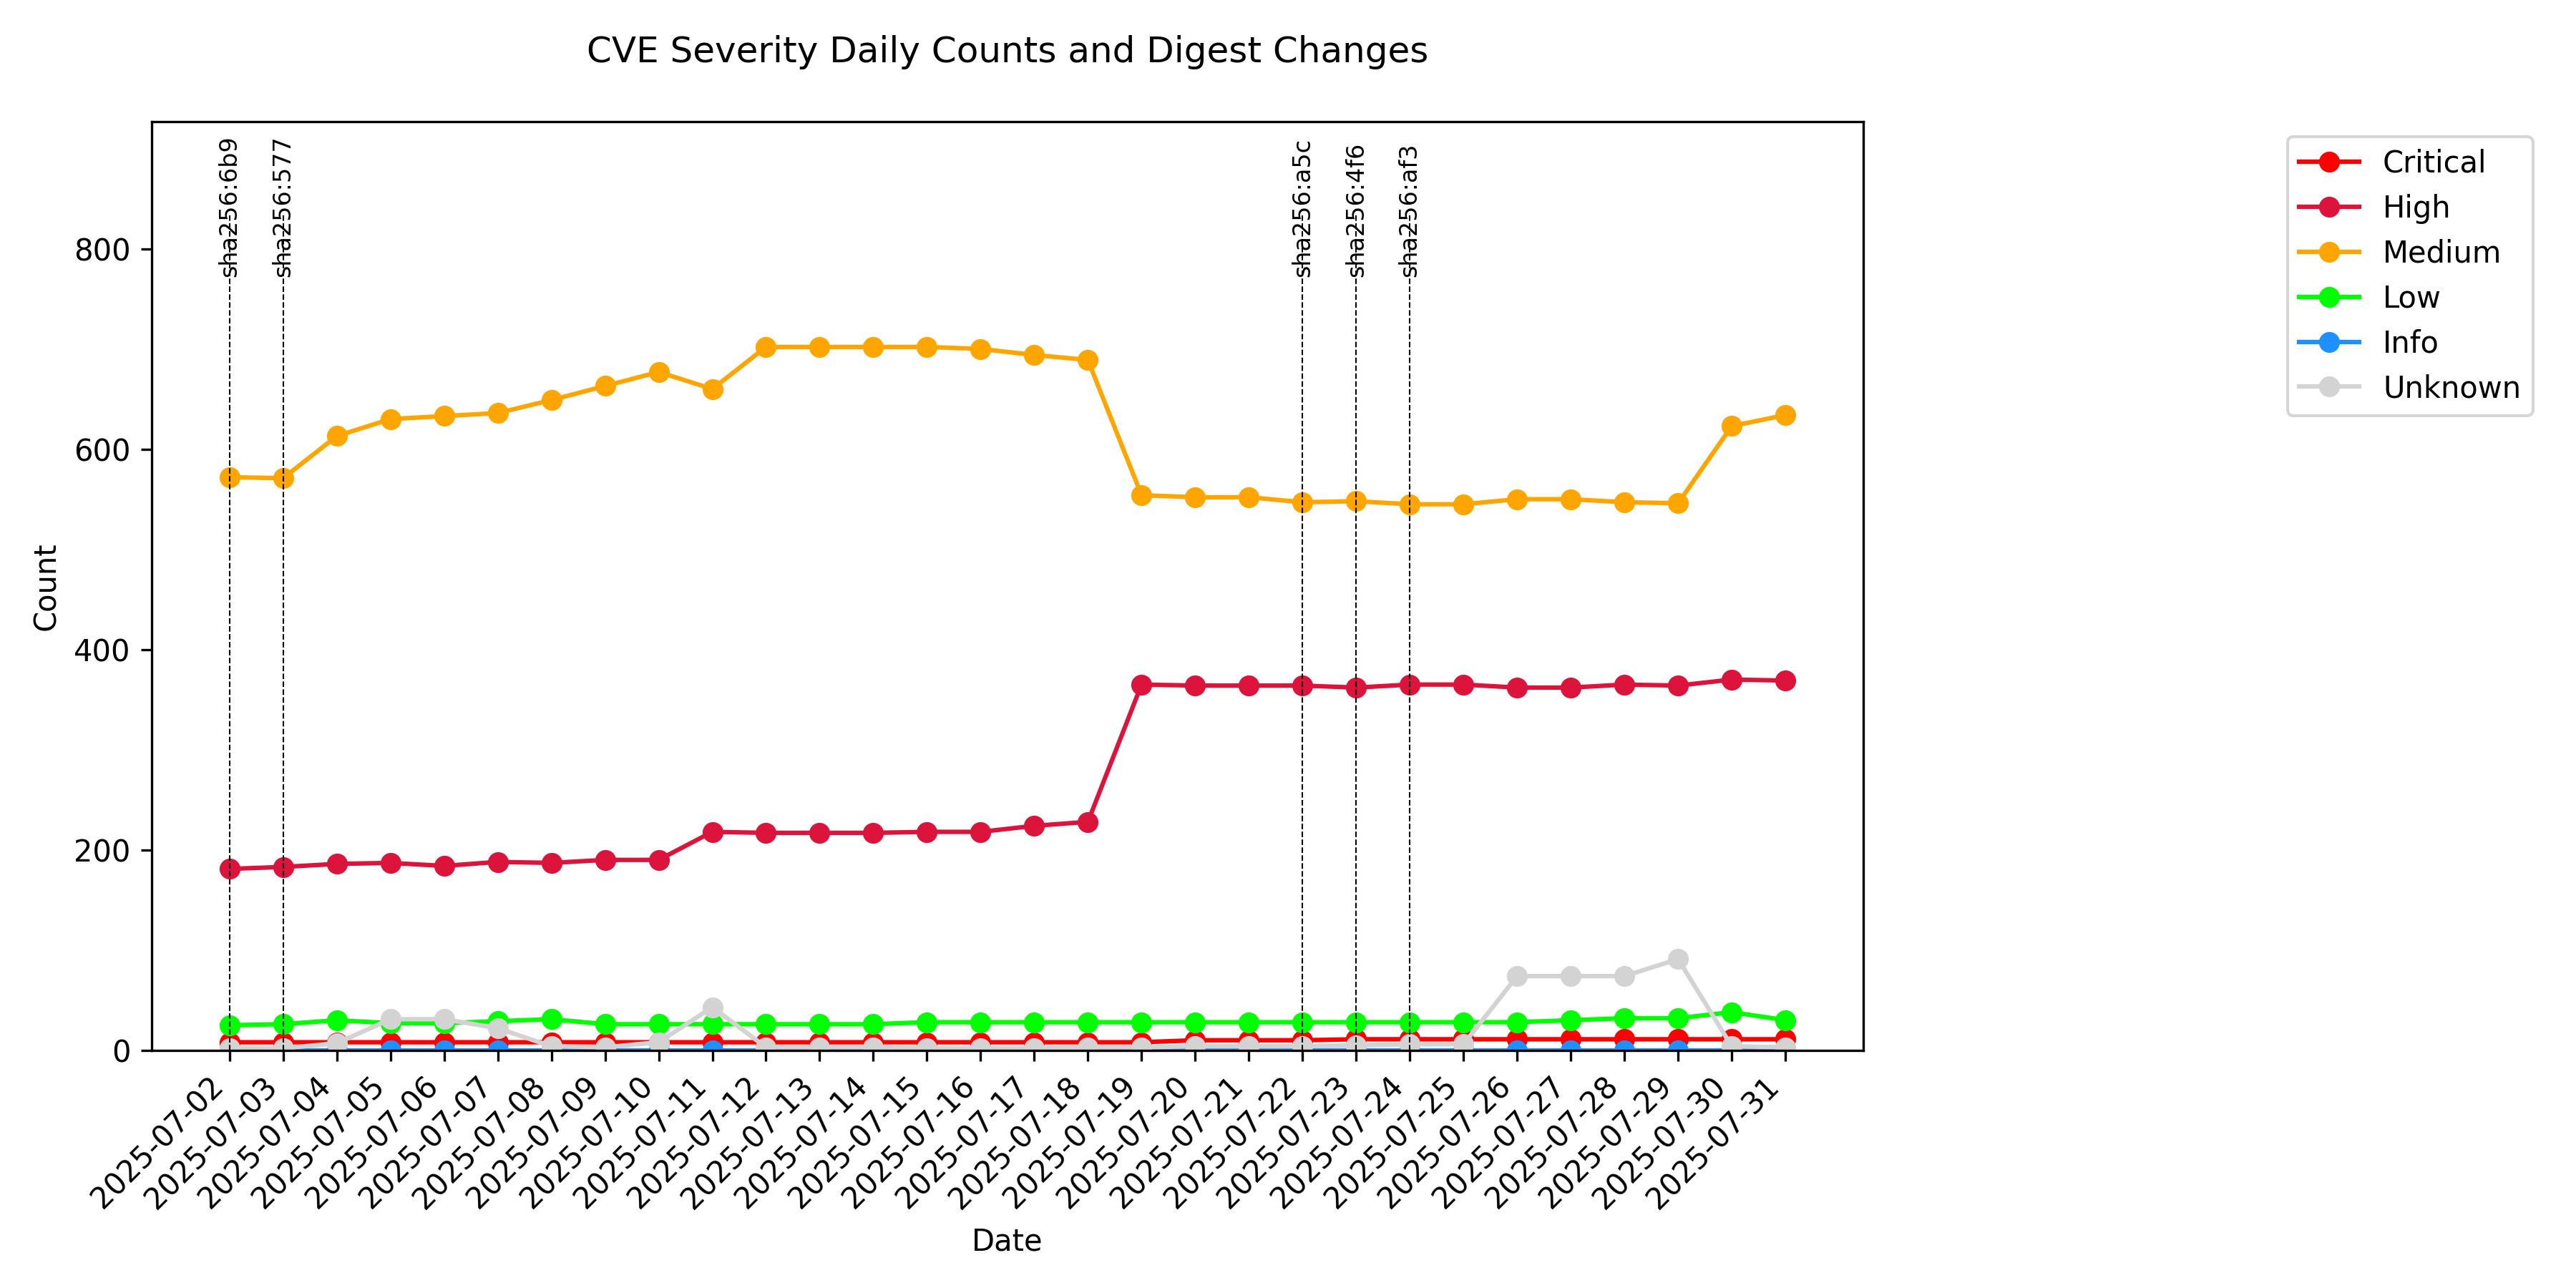 CVE Severity Daily Counts and Digest Changes
sha256:6b9
sha256:577
sha256:a5c
sha256:4f6
sha256:af3
Critical
High
Medium
Low
Info
Unknown
Count
800
600
400
200
0
2025-07-02
2025-07-03
2025-07-04
2025-07-05
2025-07-06
2025-07-07
2025-07-08
2025-07-09
2025-07-10
2025-07-11
2025-07-12
2025-07-13
2025-07-14
2025-07-15
2025-07-16
2025-07-17
2025-07-18
2025-07-19
2025-07-20
2025-07-21
2025-07-22
2025-07-23
2025-07-24
2025-07-25
2025-07-26
2025-07-27
2025-07-28
2025-07-29
2025-07-30
2025-07-31
Date